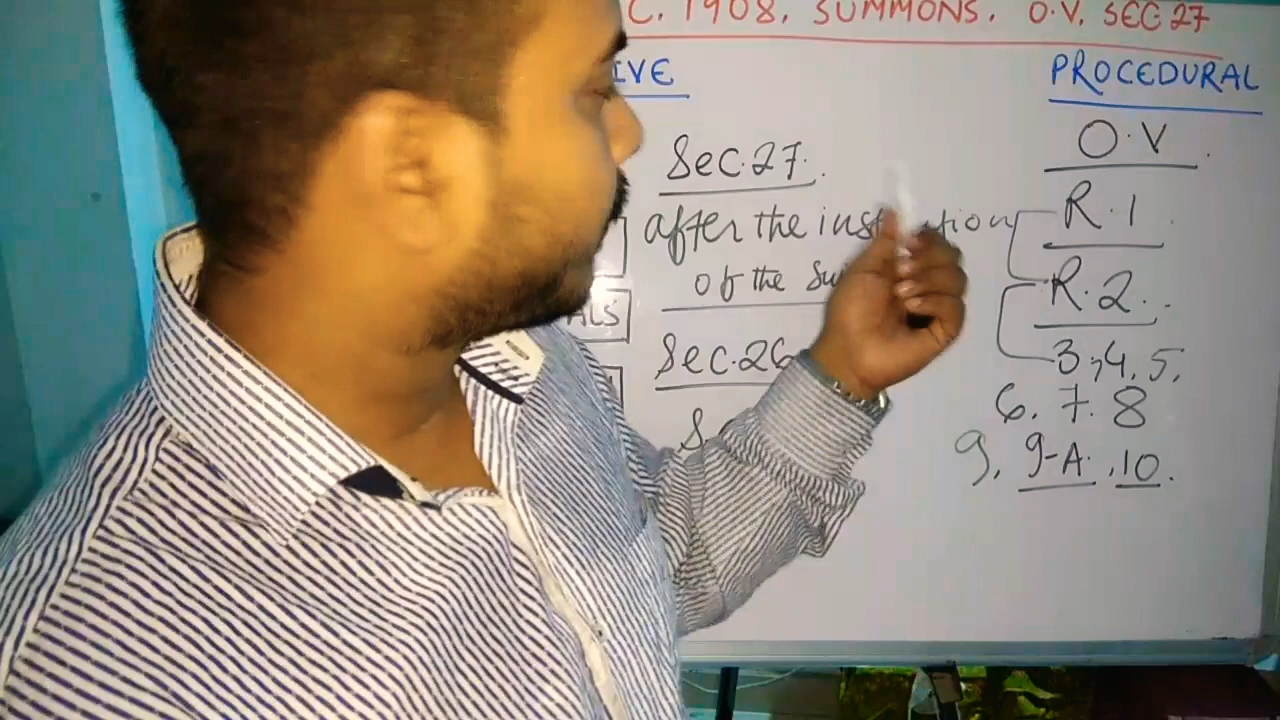 C. 1908. SUMMONS. O.V. SEC. 27
IVE
PROCEDURAL
Sec. 27.
after the
of the
ALS
Sec. 26
O.V.
R. 1.
R. 2.
3, 4, 5,
6. 7. 8
9, 9-A., 10.